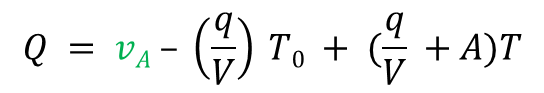 Q = v_A – (q/V) T_0 + (q/V + A)T